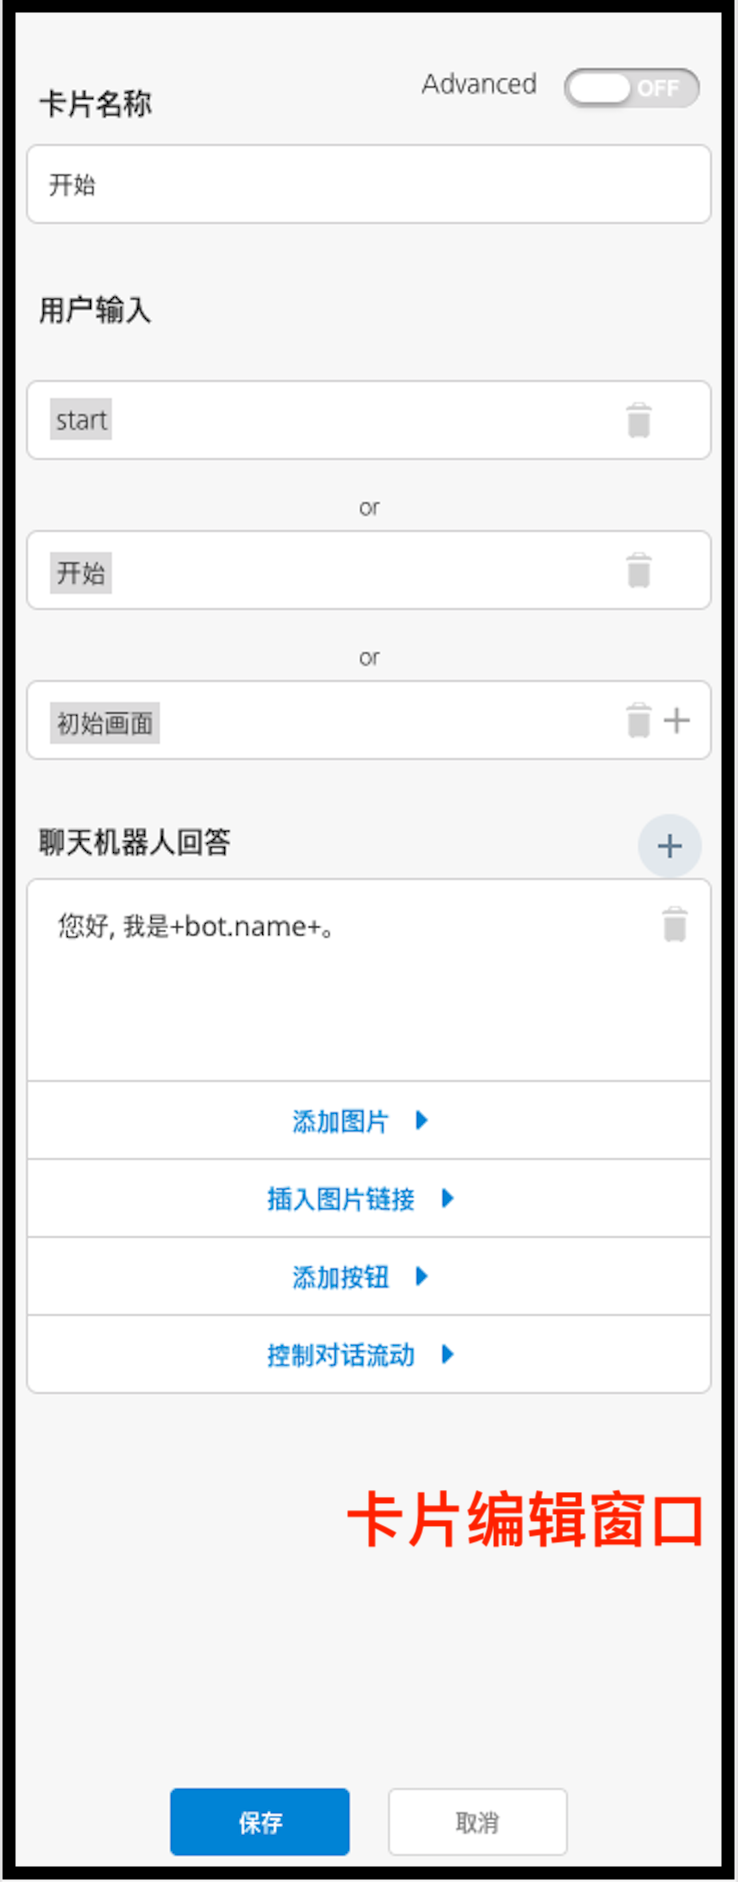 Advanced OFF
卡片名称
开始
用户输入
start
or
开始
or
初始画面
聊天机器人回答
您好, 我是+bot.name+。
添加图片
插入图片链接
添加按钮
控制对话流动
卡片编辑窗口
保存 取消